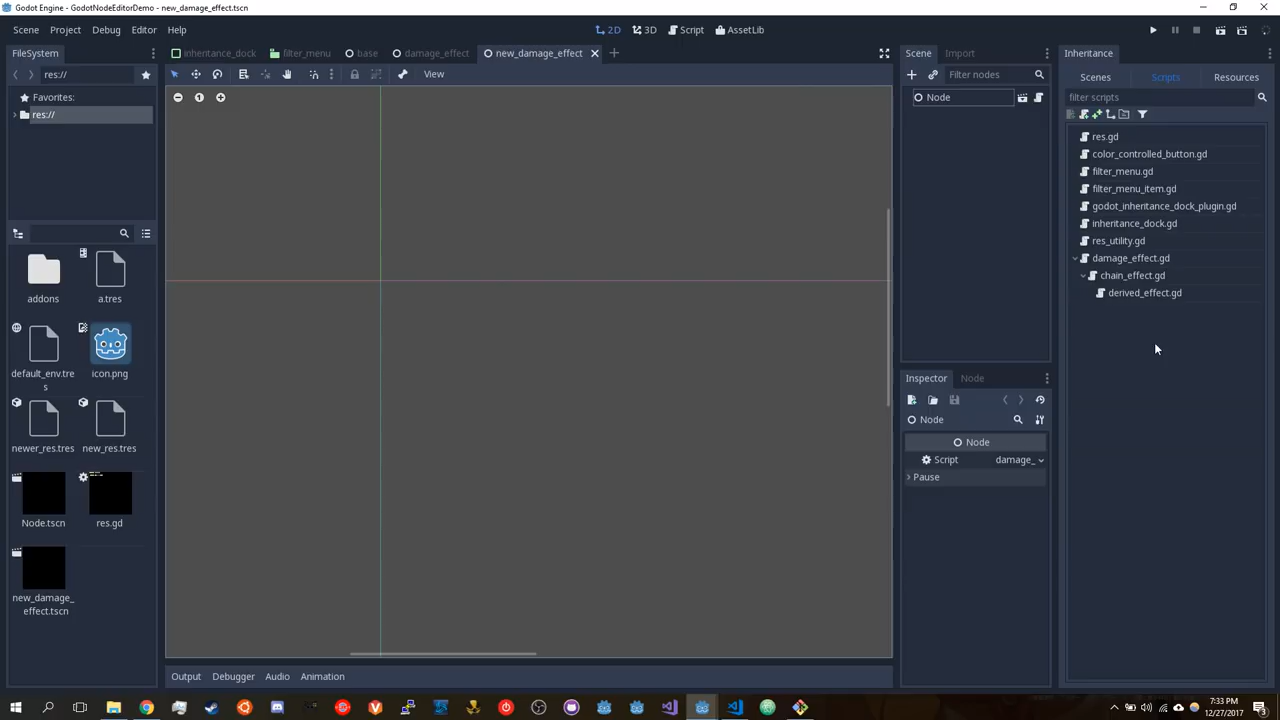 Godot Engine - GodotNodeEditorDemo - new_damage_effect.tscn
Scene Project Debug Editor Help
2D 3D Script AssetLib
FileSystem
res://
Favorites:
res://
addons
a.tres
default_env.tre
s
icon.png
newer_res.tres
new_res.tres
Node.tscn
res.gd
new_damage_
effect.tscn
inheritance_dock filter_menu base damage_effect new_damage_effect
View
Output Debugger Audio Animation
Scene Import
Filter nodes
Node
Inspector Node
Node
Node
Script damage_
Pause
Inheritance
Scenes Scripts Resources
filter scripts
res.gd
color_controlled_button.gd
filter_menu.gd
filter_menu_item.gd
godot_inheritance_dock_plugin.gd
inheritance_dock.gd
res_utility.gd
damage_effect.gd
chain_effect.gd
derived_effect.gd
7:33 PM
12/27/2017